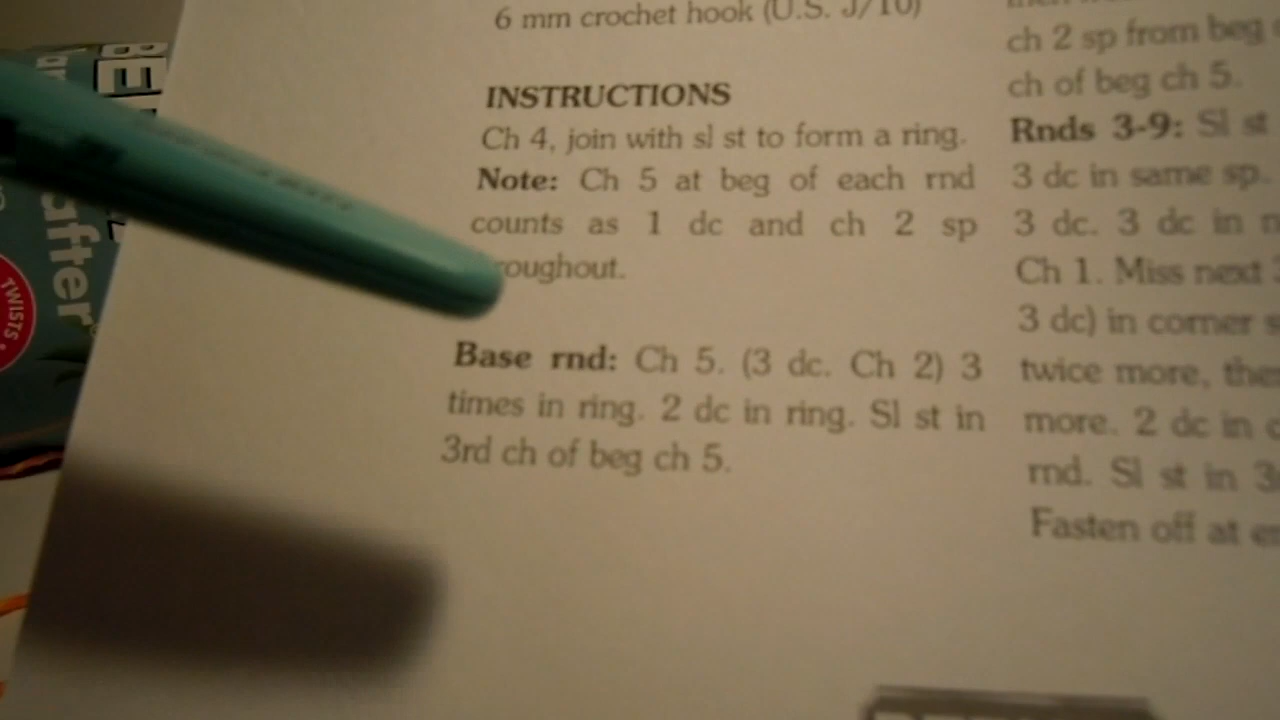 6 mm crochet hook (U.S. J/10)
INSTRUCTIONS
Ch 4, join with sl st to form a ring.
Note: Ch 5 at beg of each rnd
counts as 1 dc and ch 2 sp
roughout.
Base rnd: Ch 5. (3 dc. Ch 2) 3
times in ring. 2 dc in ring. Sl st in
3rd ch of beg ch 5.
ch 2 sp from beg
ch of beg ch 5.
Rnds 3-9: Sl st
3 dc in same sp.
3 dc. 3 dc in
Ch 1. Miss next
3 dc) in corner
twice more,
more. 2 dc in
rnd. Sl st in
Fasten off at
after
TWISTS